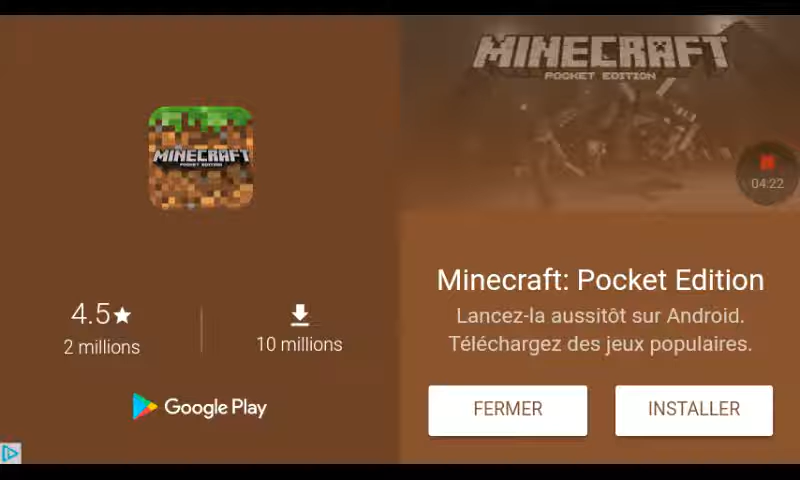 MINECRAFT
POCKET EDITION
4.5★
2 millions
10 millions
Google Play
MINECRAFT
POCKET EDITION
04:22
Minecraft: Pocket Edition
Lancez-la aussitôt sur Android.
Téléchargez des jeux populaires.
FERMER
INSTALLER